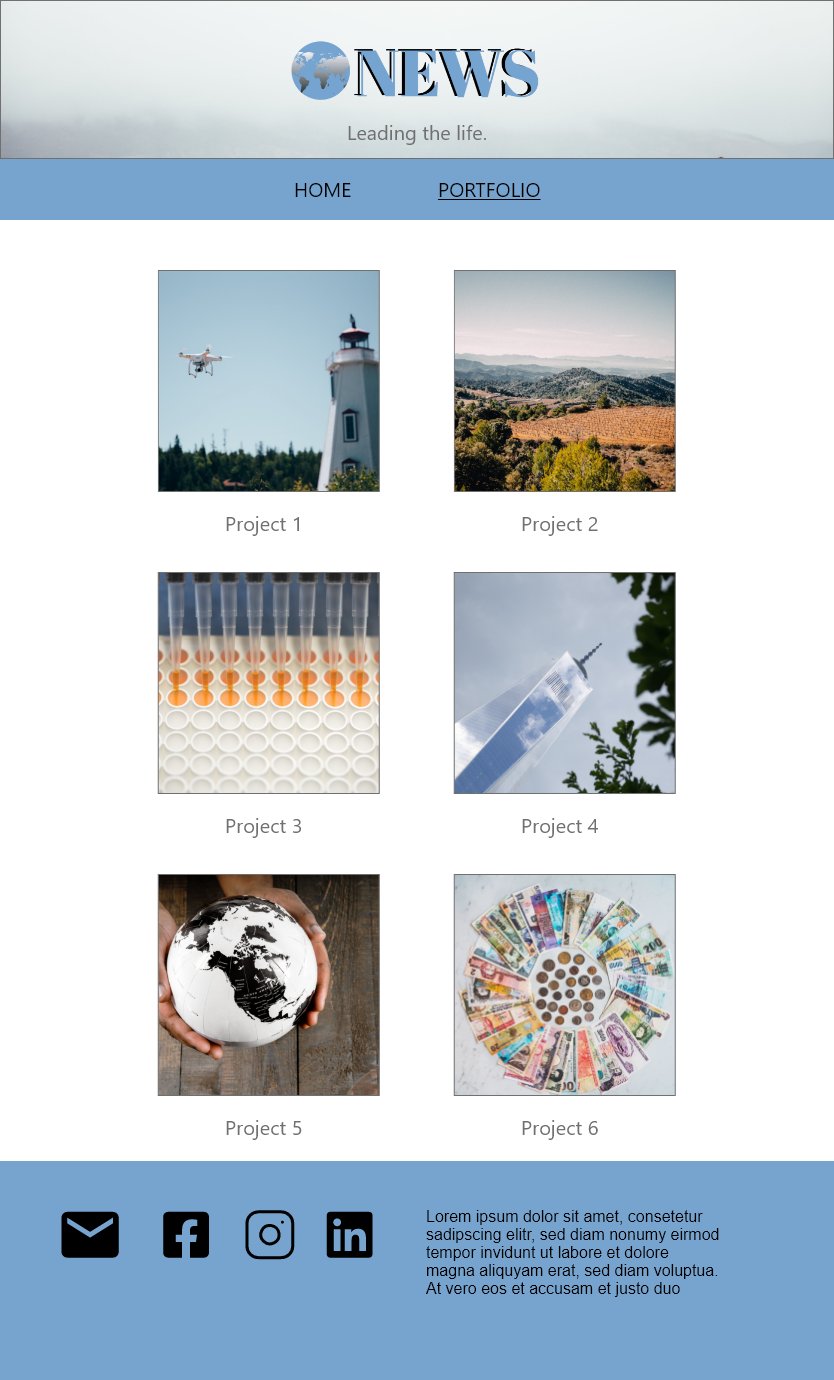 NEWS
Leading the life.
HOME PORTFOLIO
Project 1 Project 2
Project 3 Project 4
Project 5 Project 6
Lorem ipsum dolor sit amet, consetetur
sadipscing elitr, sed diam nonumy eirmod
tempor invidunt ut labore et dolore
magna aliquyam erat, sed diam voluptua.
At vero eos et accusam et justo duo